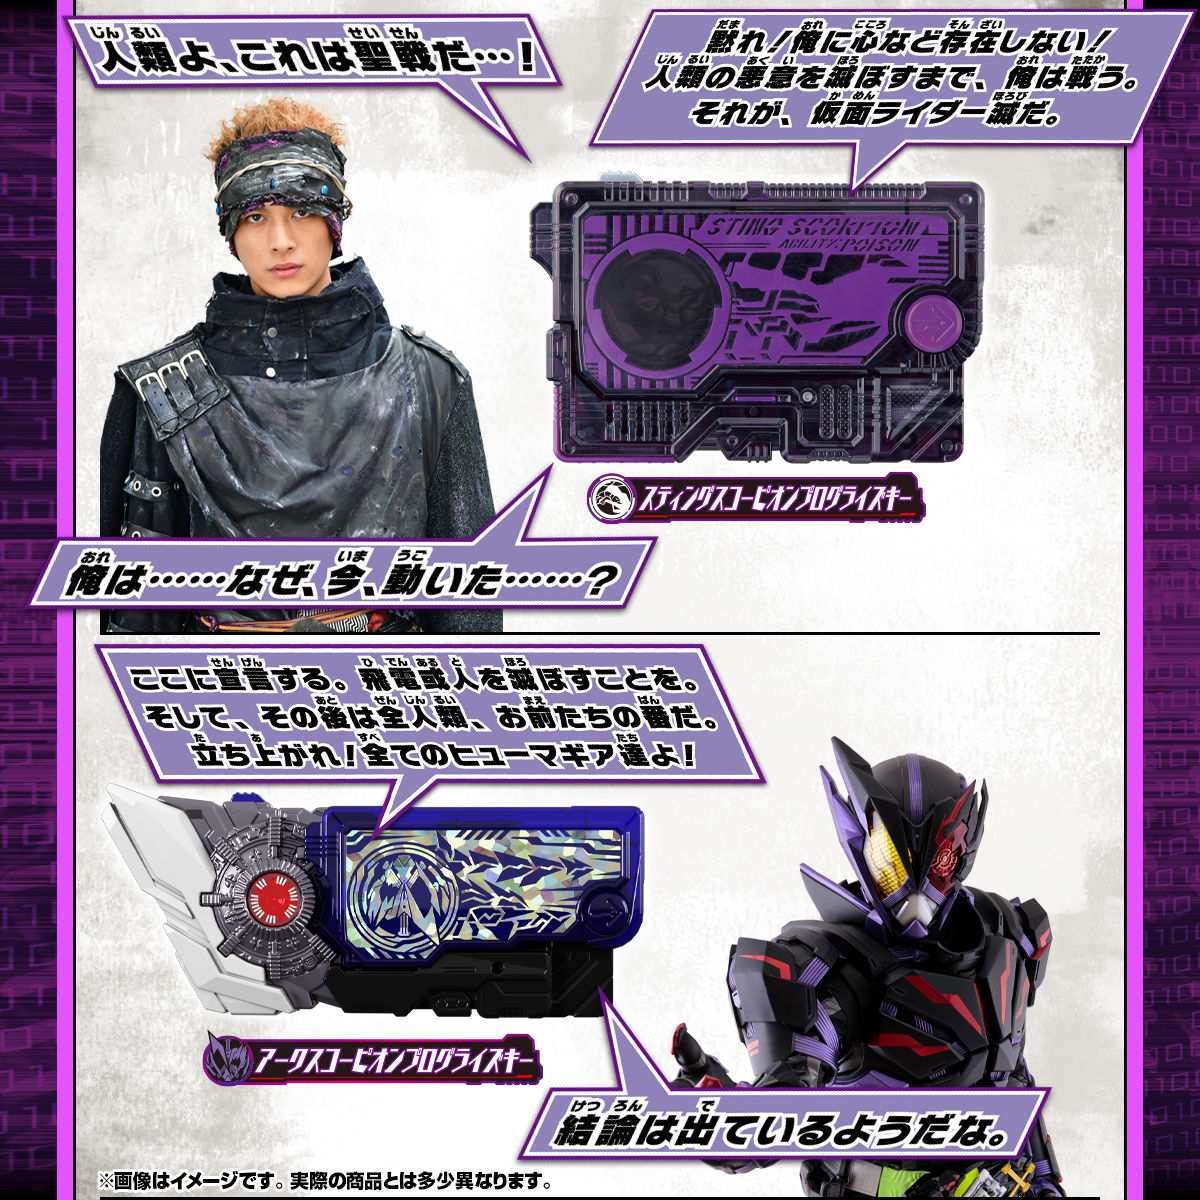 人類よ、これは聖戦だ…！
黙れ！俺に心など存在しない！
人類の悪意を滅ぼすまで、俺は戦う。
それが、仮面ライダー滅だ。
STING SCORPION
ABILITY:POISON
スティングスコーピオンプログライズキー
俺は……なぜ、今、動いた……？
ここに宣言する。飛電或人を滅ぼすことを。
そして、その後は全人類、お前たちの番だ。
立ち上がれ！全てのヒューマギア達よ！
アークスコーピオンプログライズキー
結論は出ているようだな。
※画像はイメージです。実際の商品とは多少異なります。